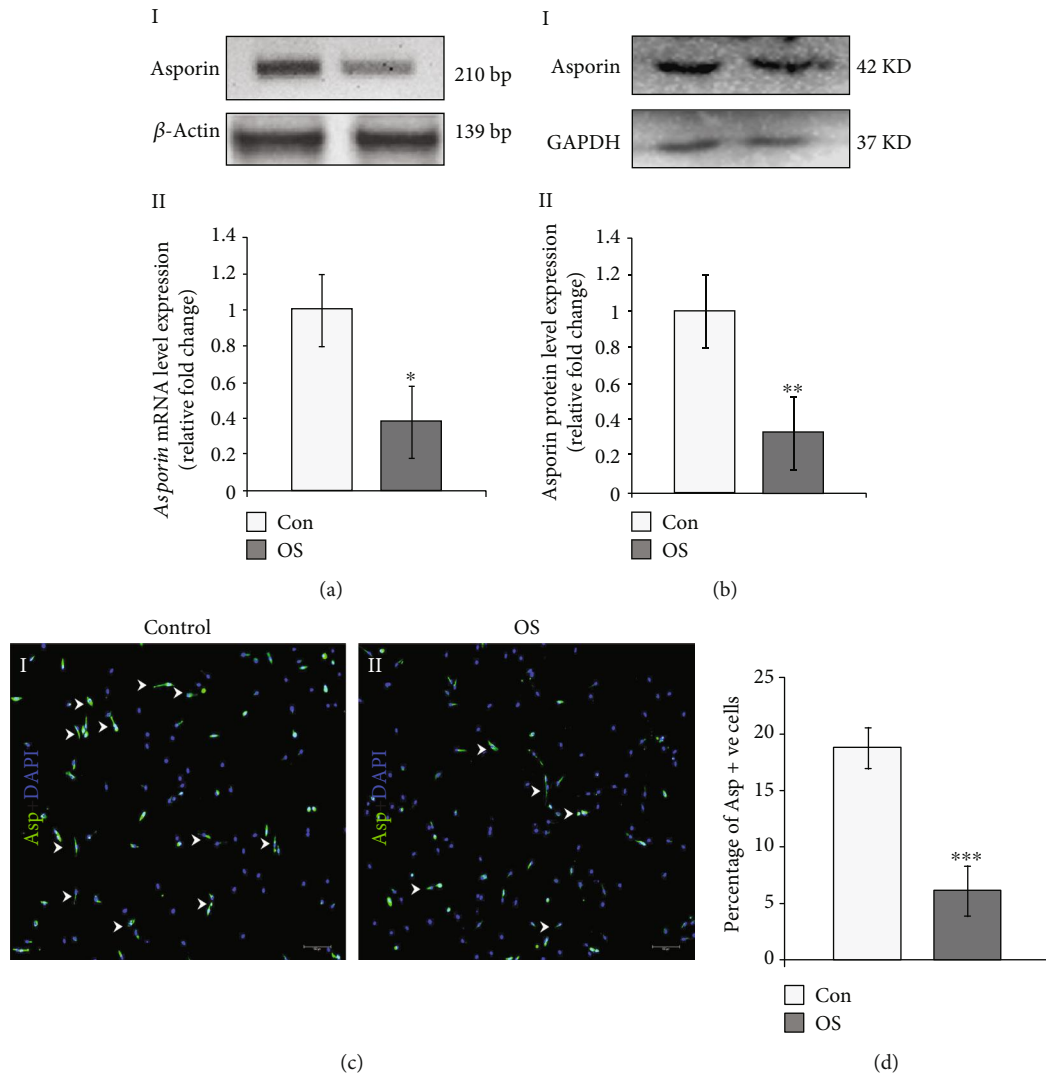 I
Asporin
210 bp
β-Actin
139 bp
II
Asporin mRNA level expression
(relative fold change)
1.4
1.2
1
0.8
0.6
0.4
0.2
0
*
Con
OS
(a)
I
Asporin
42 KD
GAPDH
37 KD
II
Asporin protein level expression
(relative fold change)
1.4
1.2
1
0.8
0.6
0.4
0.2
0
**
Con
OS
(b)
Control
I
Asp+DAPI
OS
II
Asp+DAPI
(c)
Percentage of Asp + ve cells
25
20
15
10
5
0
***
Con
OS
(d)